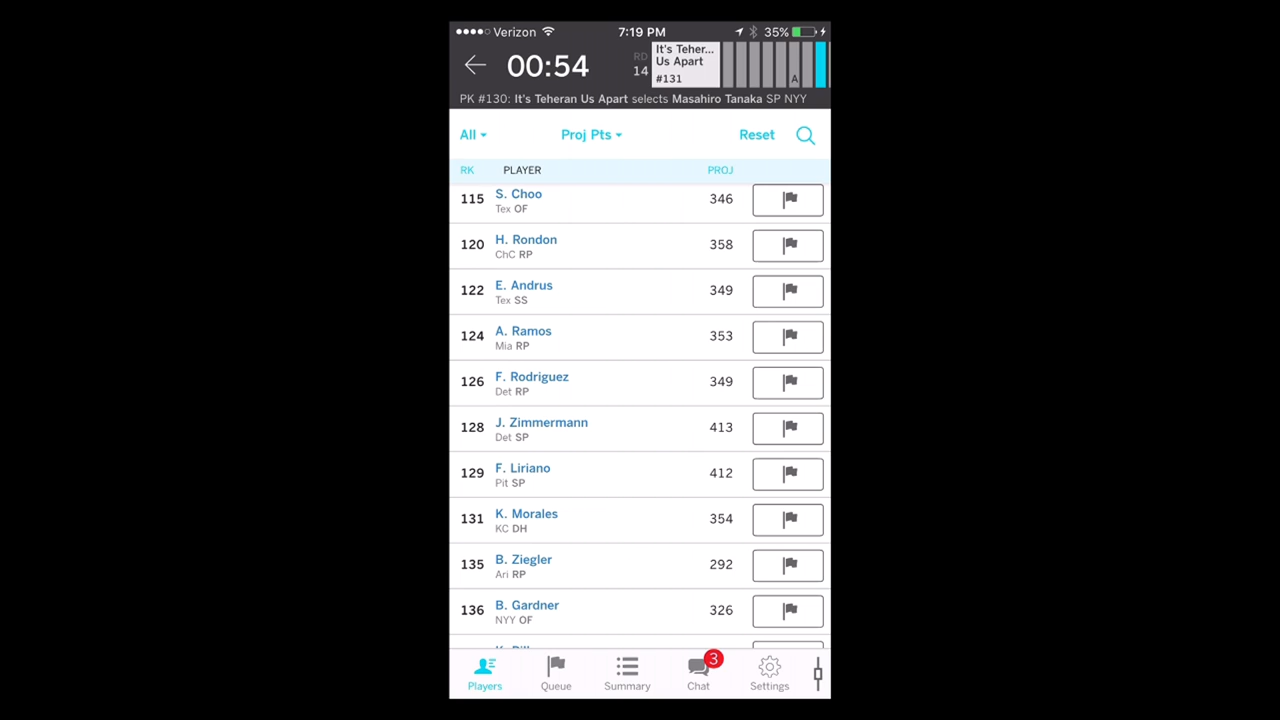 Verizon 7:19 PM 35%
00:54
RD
14
It's Teher...
Us Apart
#131
A
PK #130: It's Teheran Us Apart selects Masahiro Tanaka SP NYY
All Proj Pts Reset
RK PLAYER PROJ
115 S. Choo 346
Tex OF
120 H. Rondon 358
ChC RP
122 E. Andrus 349
Tex SS
124 A. Ramos 353
Mia RP
126 F. Rodriguez 349
Det RP
128 J. Zimmermann 413
Det SP
129 F. Liriano 412
Pit SP
131 K. Morales 354
KC DH
135 B. Ziegler 292
Ari RP
136 B. Gardner 326
NYY OF
3
Players Queue Summary Chat Settings